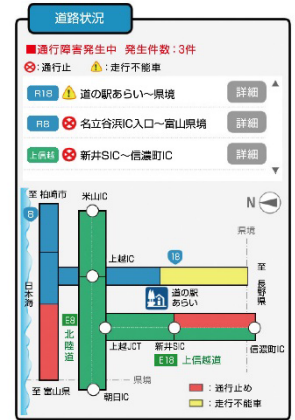 道路状況
■通行障害発生中 発生件数:3件
:通行止 :走行不能車
R18 道の駅あらい~県境 詳細
R8 名立谷浜IC入口~富山県境 詳細
上信越 新井SIC~信濃町IC 詳細
至 柏崎市 米山IC N
8 県境
上越IC 18 至 長野県
日本海
道の駅
あらい
E8
北陸道
上越JCT 新井SIC 信濃町IC
E18 上信越道
県境
至 富山県 朝日IC
:通行止め
:走行不能車